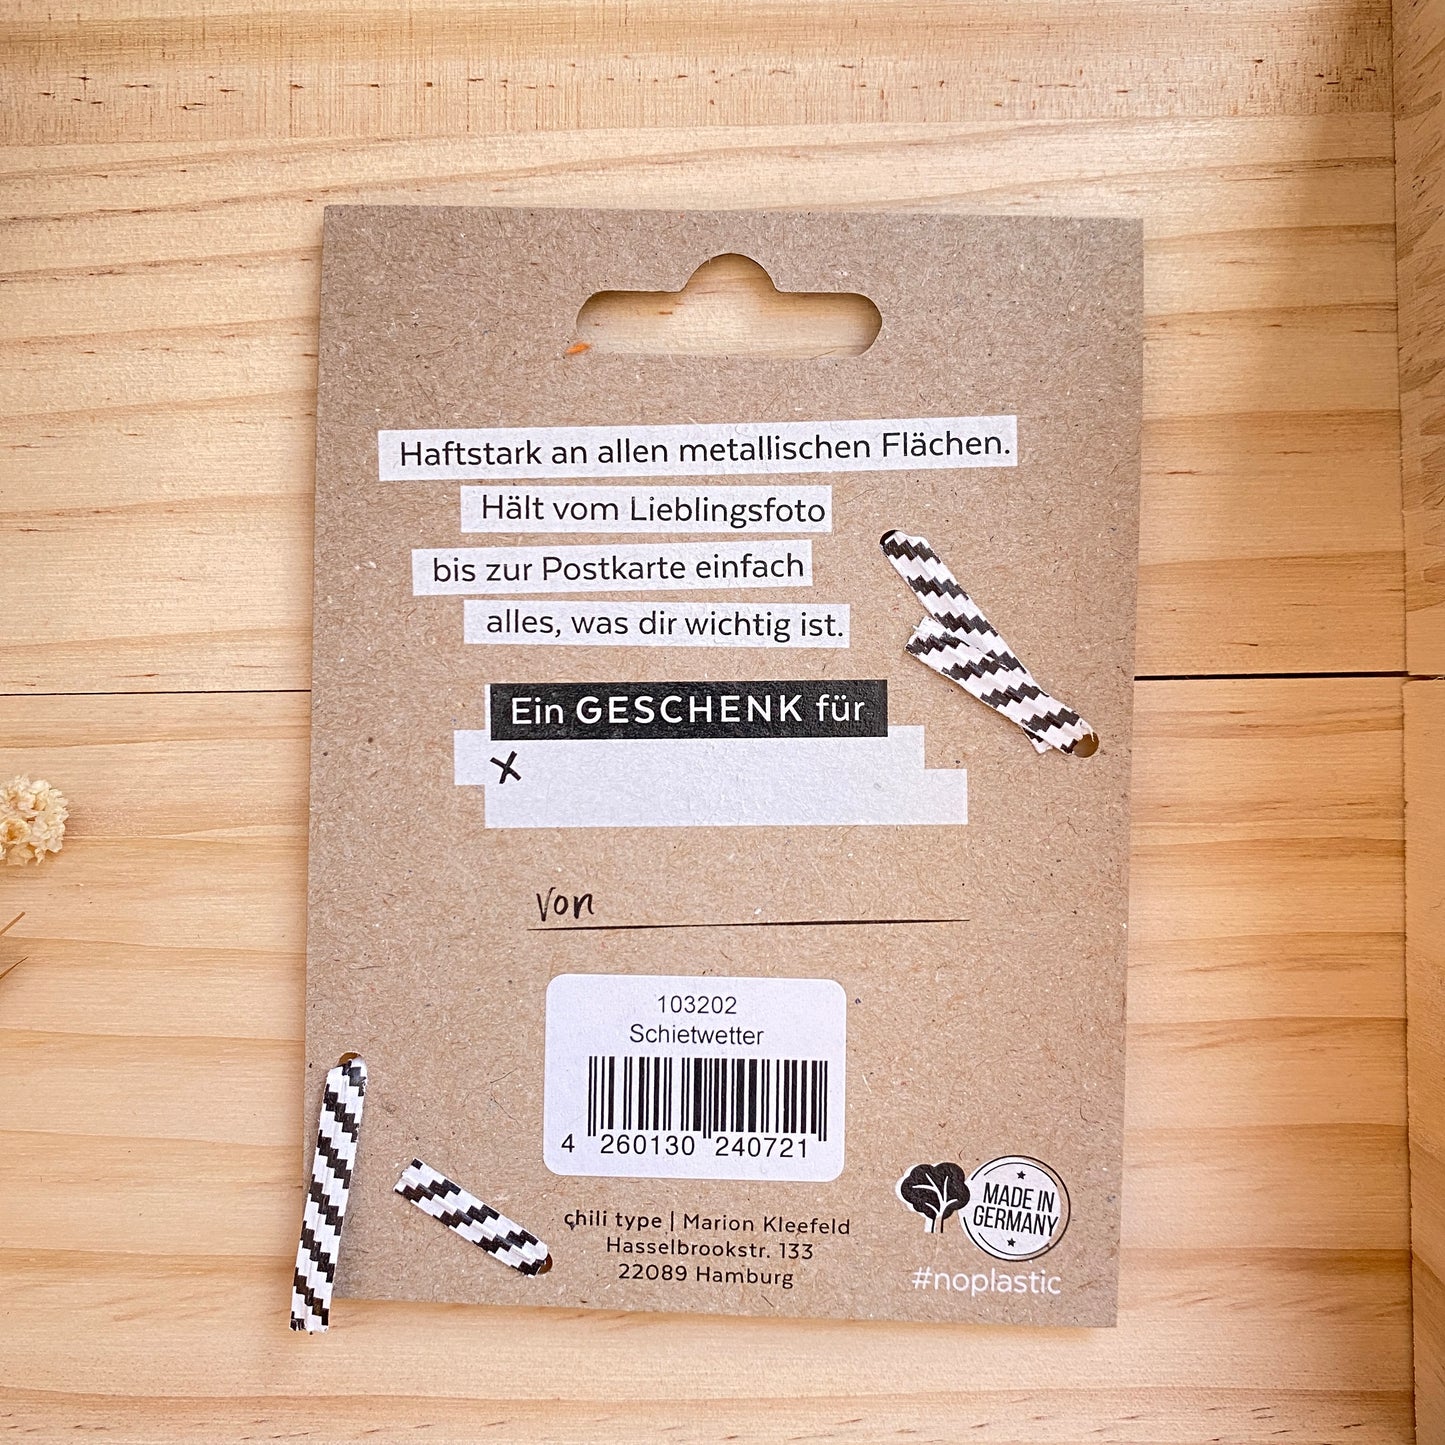 Haftstark an allen metallischen Flächen.
Hält vom Lieblingsfoto
bis zur Postkarte einfach
alles, was dir wichtig ist.
Ein GESCHENK für
x
Von
103202
Schietwetter
4 260130 240721
chili type | Marion Kleefeld
Hasselbrookstr. 133
22089 Hamburg
MADE IN
GERMANY
#noplastic